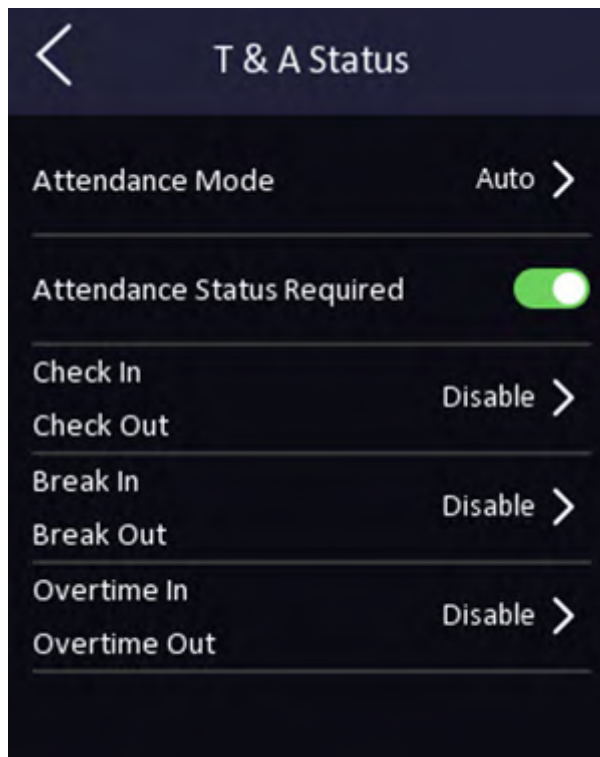 T & A Status
Attendance Mode
Auto
Attendance Status Required
Check In
Check Out
Disable
Break In
Break Out
Disable
Overtime In
Overtime Out
Disable